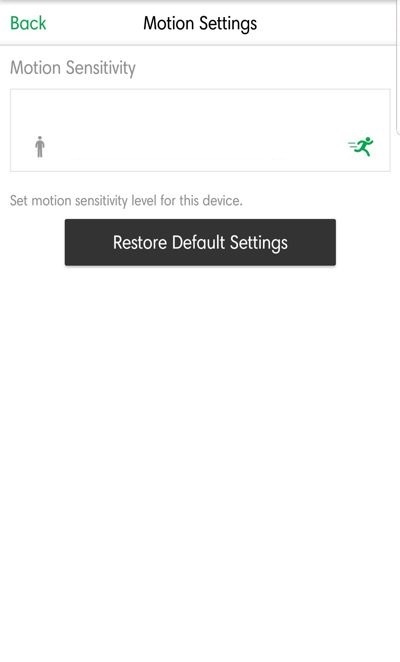 Back
Motion Settings
Motion Sensitivity
Set motion sensitivity level for this device.
Restore Default Settings